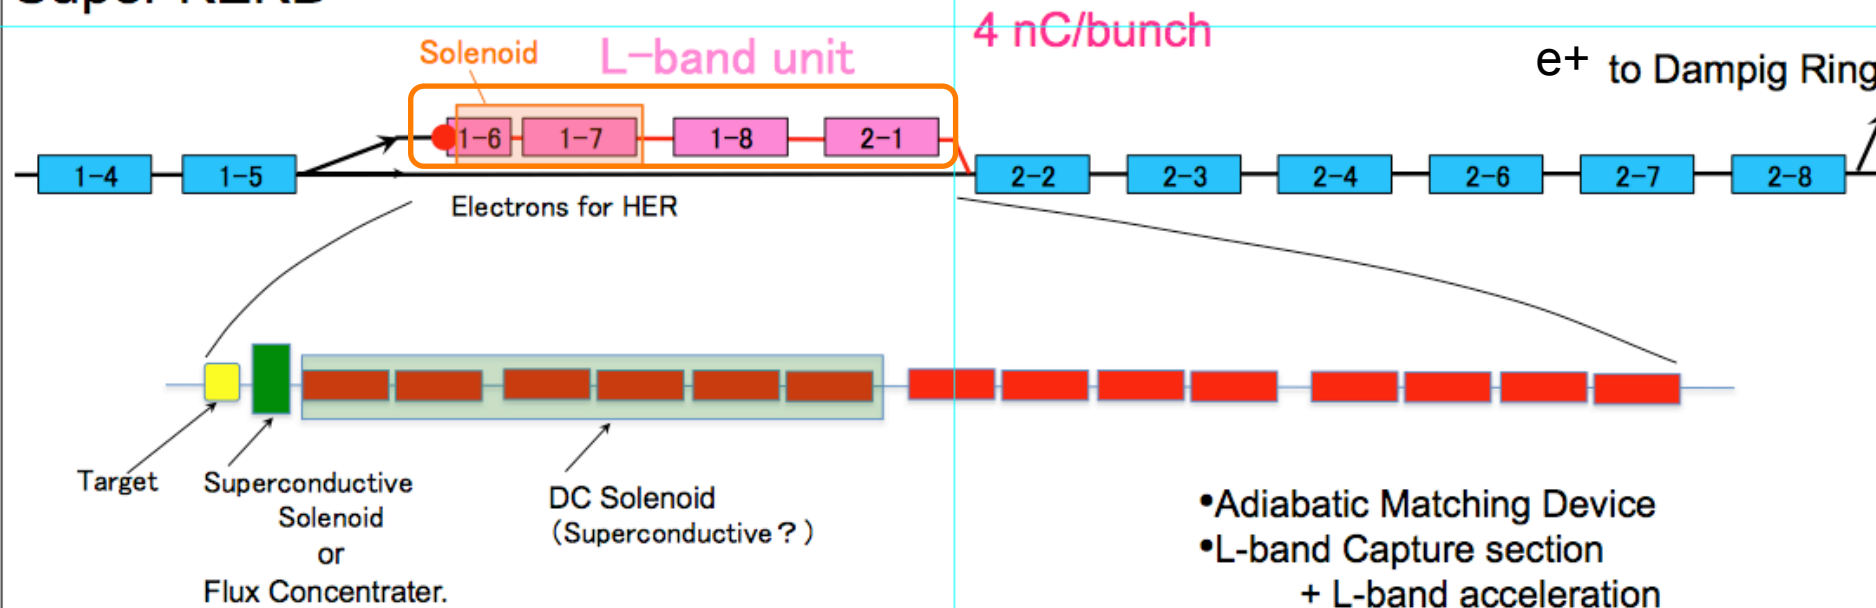 4 nC/bunch
Solenoid
L-band unit
e+ to Dampig Ring
1-6 1-7 1-8 2-1
1-4 1-5 2-2 2-3 2-4 2-6 2-7 2-8
Electrons for HER
Target
Superconductive
Solenoid
or
Flux Concentrater.
DC Solenoid
(Superconductive?)
•Adiabatic Matching Device
•L-band Capture section
+ L-band acceleration